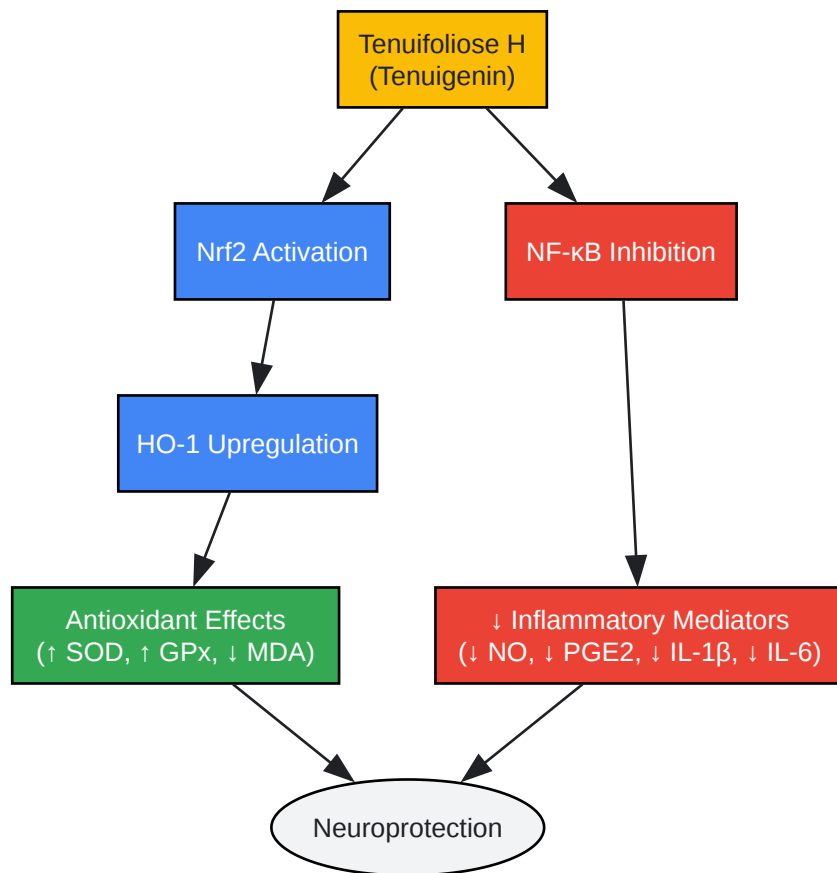 Tenuifoliose H
(Tenuigenin)
Nrf2 Activation
NF-κB Inhibition
HO-1 Upregulation
Antioxidant Effects
(↑ SOD, ↑ GPx, ↓ MDA)
↓ Inflammatory Mediators
(↓ NO, ↓ PGE2, ↓ IL-1β, ↓ IL-6)
Neuroprotection